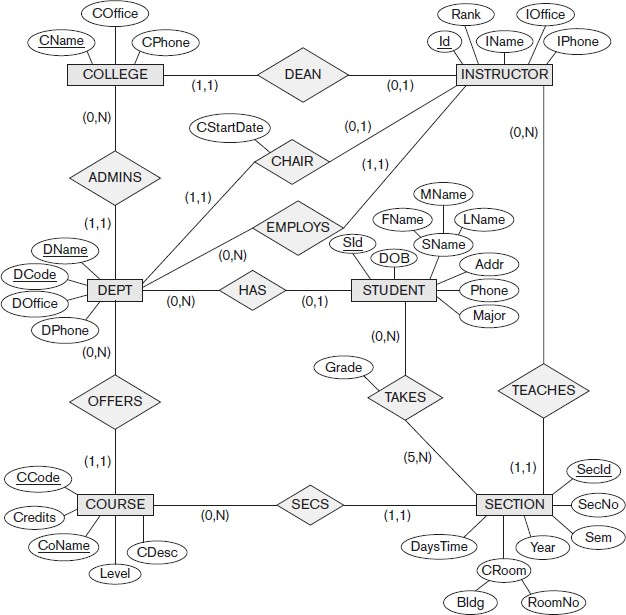 COffice
CName
CPhone
Rank
IOffice
Id
IName
IPhone
COLLEGE
DEAN
INSTRUCTOR
(1,1)
(0,1)
(0,N)
CStartDate
(0,1)
(0,N)
CHAIR
(1,1)
ADMINS
(1,1)
MName
FName
LName
(1,1)
EMPLOYS
SId
SName
DName
(0,N)
DOB
Addr
DCode
DEPT
HAS
STUDENT
Phone
DOffice
(0,N)
(0,1)
Major
DPhone
(0,N)
(0,N)
Grade
OFFERS
TAKES
TEACHES
(1,1)
(5,N)
(1,1)
SecId
CCode
COURSE
SECS
SECTION
SecNo
Credits
(0,N)
(1,1)
Sem
CoName
CDesc
DaysTime
Year
Level
CRoom
Bldg
RoomNo